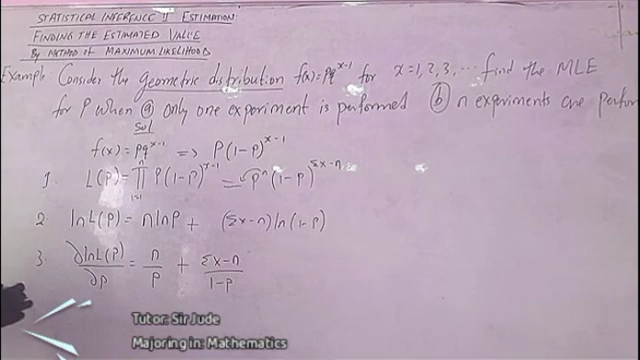 STATISTICAL INFERENCE II ESTIMATION:
FINDING THE ESTIMATED VALUE
By METHOD of MAXIMUM LIKELIHOOD
Example Consider the geometric distribution f(x)=pq^{x-1} for x=1,2,3,... find the MLE
for P when ⓐ only one experiment is performed ⓑ n experiments are perfor
Sol
f(x)=pq^{x-1} => P(1-P)^{x-1}
1. L(P)=∏_{i=1}^{n} P(1-P)^{x-1} = P^n(1-P)^{Σx-n}
2. ln L(P) = n ln P + (Σx-n) ln(1-P)
3. ∂lnL(P)/∂P = n/P + Σx-n/1-P
Tutor: Sir Jude
Majoring in: Mathematics